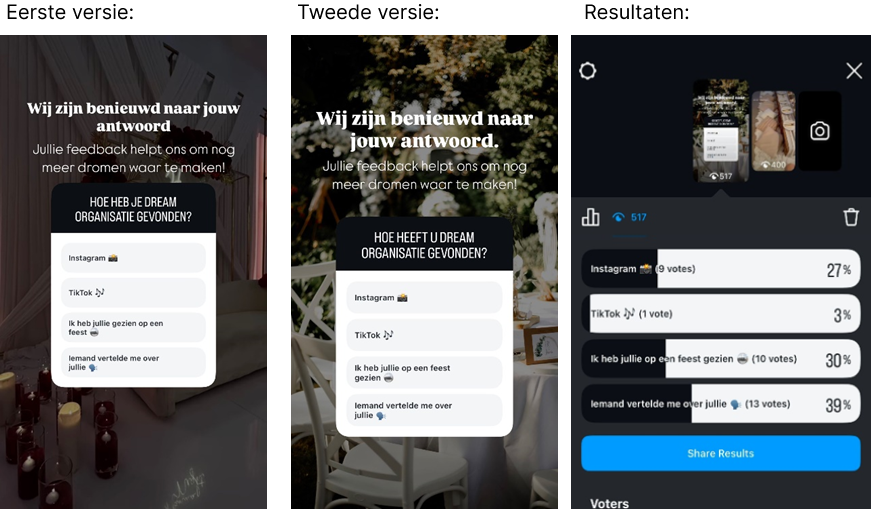 Eerste versie:
Wij zijn benieuwd naar jouw
antwoord
Jullie feedback helpt ons om nog
meer dromen waar te maken!
HOE HEB JE DREAM
ORGANISATIE GEVONDEN?
Instagram 📸
TikTok 🎶
Ik heb jullie gezien op een
feest 🪩
Iemand vertelde me over
jullie 🗣️
Tweede versie:
Wij zijn benieuwd naar
jouw antwoord.
Jullie feedback helpt ons om nog
meer dromen waar te maken!
HOE HEEFT U DREAM
ORGANISATIE GEVONDEN?
Instagram 📸
TikTok 🎶
Ik heb jullie op een feest
gezien 🪩
Iemand vertelde me over
jullie 🗣️
Resultaten:
517
400
517
Instagram 📸 (9 votes) 27%
TikTok 🎶 (1 vote) 3%
Ik heb jullie op een feest gezien 🪩 (10 votes) 30%
Iemand vertelde me over jullie 🗣️ (13 votes) 39%
Share Results
Voters